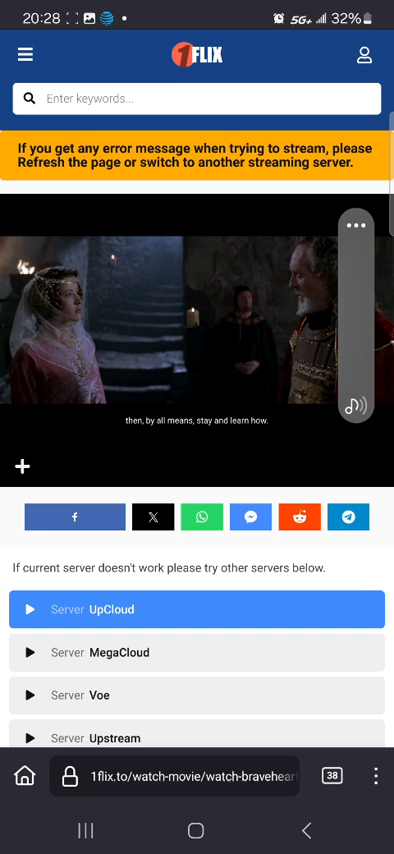 20:28
5G+ 32%
1FLIX
Enter keywords...
If you get any error message when trying to stream, please
Refresh the page or switch to another streaming server.
then, by all means, stay and learn how.
If current server doesn't work please try other servers below.
Server UpCloud
Server MegaCloud
Server Voe
Server Upstream
1flix.to/watch-movie/watch-braveheart
38